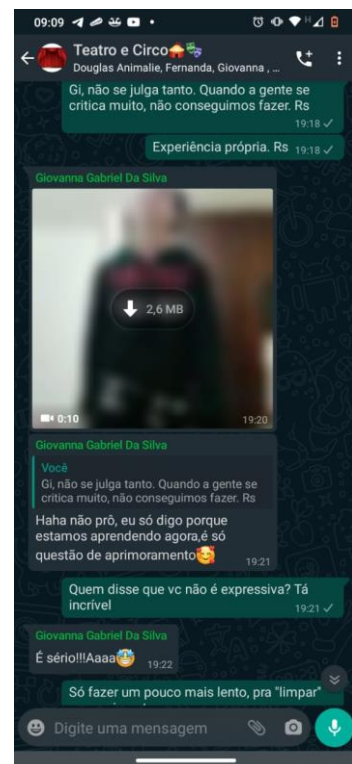 09:09
Teatro e Circo
Douglas Animalie, Fernanda, Giovanna , ...
Gi, não se julga tanto. Quando a gente se
critica muito, não conseguimos fazer. Rs
19:18
Experiência própria. Rs 19:18
Giovanna Gabriel Da Silva
2,6 MB
0:10 19:20
Giovanna Gabriel Da Silva
Você
Gi, não se julga tanto. Quando a gente se
critica muito, não conseguimos fazer. Rs
Haha não prô, eu só digo porque
estamos aprendendo agora,é só
questão de aprimoramento🥰
19:21
Quem disse que vc não é expressiva? Tá
incrível 19:21
Giovanna Gabriel Da Silva
É sério!!!Aaaa 19:22
Só fazer um pouco mais lento, pra "limpar"
Digite uma mensagem